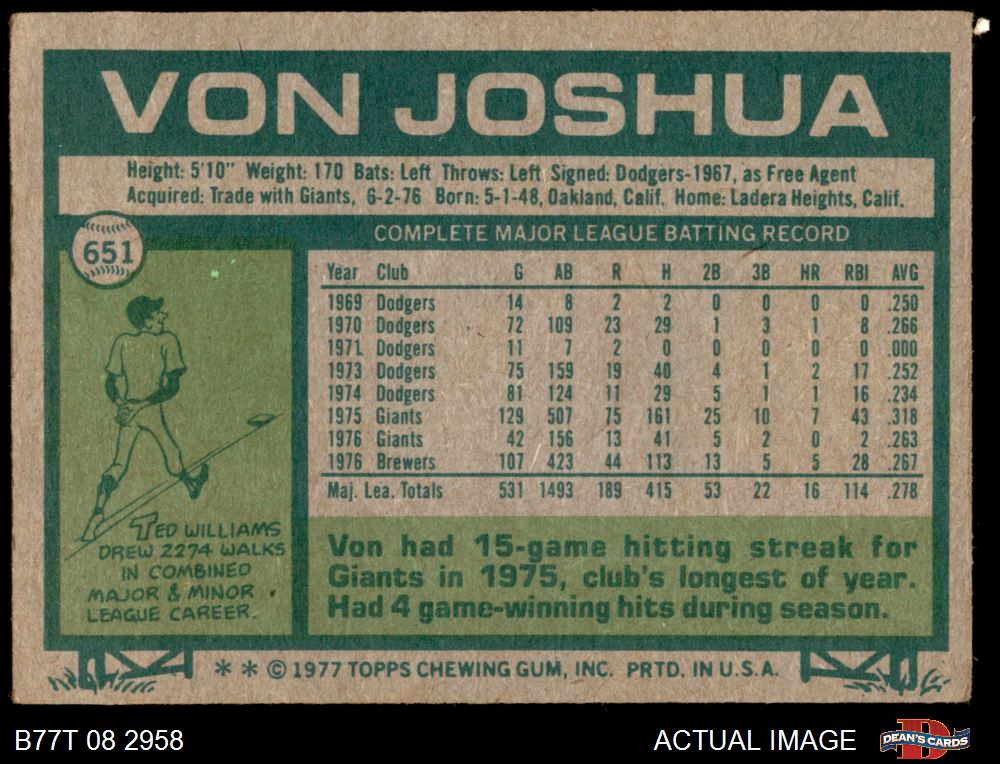 VON JOSHUA
Height: 5'10" Weight: 170 Bats: Left Throws: Left Signed: Dodgers-1967, as Free Agent
Acquired: Trade with Giants, 6-2-76 Born: 5-1-48, Oakland, Calif. Home: Ladera Heights, Calif.
651
COMPLETE MAJOR LEAGUE BATTING RECORD
Year Club G AB R H 2B 3B HR RBI AVG
1969 Dodgers 14 8 2 2 0 0 0 0 .250
1970 Dodgers 72 109 23 29 1 3 1 8 .266
1971 Dodgers 11 7 2 0 0 0 0 0 .000
1973 Dodgers 75 159 19 40 4 1 2 17 .252
1974 Dodgers 81 124 11 29 5 1 1 16 .234
1975 Giants 129 507 75 161 25 10 7 43 .318
1976 Giants 42 156 13 41 5 2 0 2 .263
1976 Brewers 107 423 44 113 13 5 5 28 .267
Maj. Lea. Totals 531 1493 189 415 53 22 16 114 .278
TED WILLIAMS
DREW 2274 WALKS
IN COMBINED
MAJOR & MINOR
LEAGUE CAREER.
Von had 15-game hitting streak for
Giants in 1975, club's longest of year.
Had 4 game-winning hits during season.
* * © 1977 TOPPS CHEWING GUM, INC. PRTD. IN U.S.A.
B77T 08 2958
ACTUAL IMAGE
D
DEAN'S CARDS